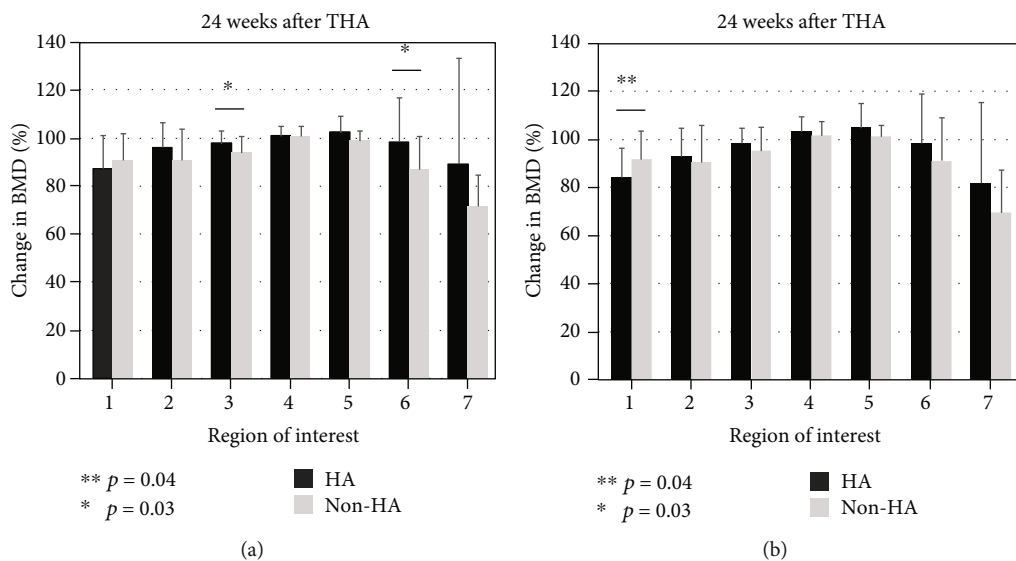 24 weeks after THA
140
120
100
80
60
40
20
0
Change in BMD (%)
*
*
1 2 3 4 5 6 7
Region of interest
** p = 0.04
* p = 0.03
HA
Non-HA
(a)
24 weeks after THA
140
120
100
80
60
40
20
0
Change in BMD (%)
**
1 2 3 4 5 6 7
Region of interest
** p = 0.04
* p = 0.03
HA
Non-HA
(b)